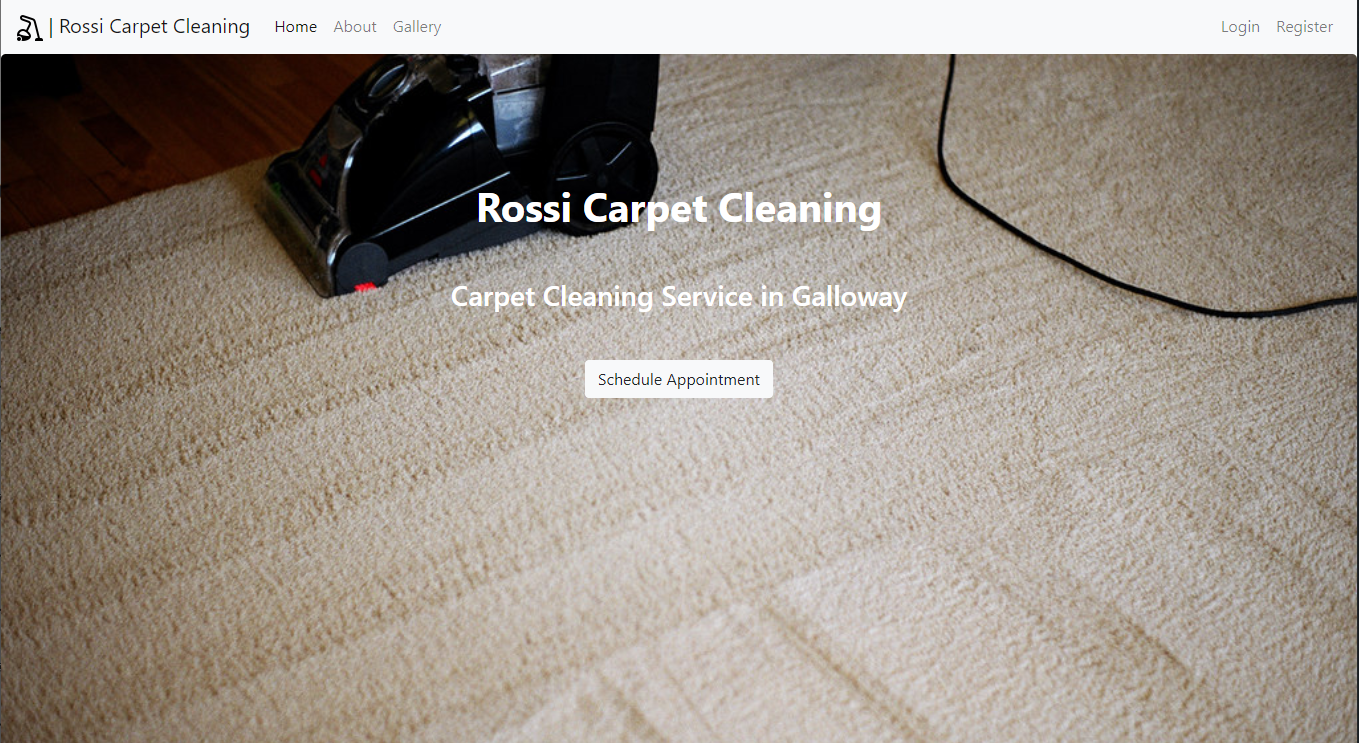 | Rossi Carpet Cleaning Home About Gallery Login Register
Rossi Carpet Cleaning
Carpet Cleaning Service in Galloway
Schedule Appointment